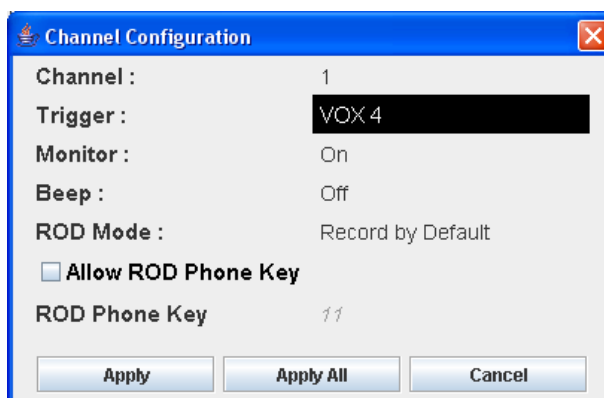 Channel Configuration
Channel : 1
Trigger : VOX 4
Monitor : On
Beep : Off
ROD Mode : Record by Default
Allow ROD Phone Key
ROD Phone Key 11
Apply Apply All Cancel